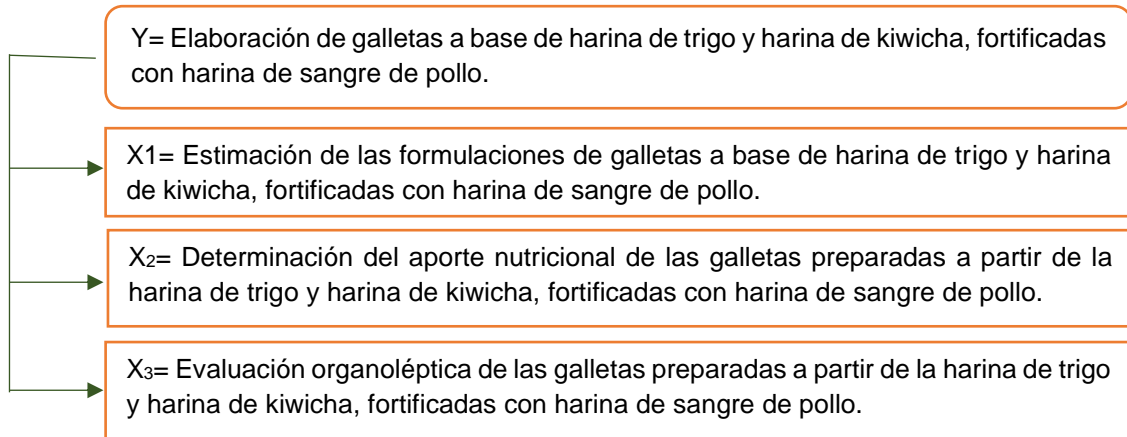 Y= Elaboración de galletas a base de harina de trigo y harina de kiwicha, fortificadas
con harina de sangre de pollo.
X1= Estimación de las formulaciones de galletas a base de harina de trigo y harina
de kiwicha, fortificadas con harina de sangre de pollo.
X2= Determinación del aporte nutricional de las galletas preparadas a partir de la
harina de trigo y harina de kiwicha, fortificadas con harina de sangre de pollo.
X3= Evaluación organoléptica de las galletas preparadas a partir de la harina de trigo
y harina de kiwicha, fortificadas con harina de sangre de pollo.